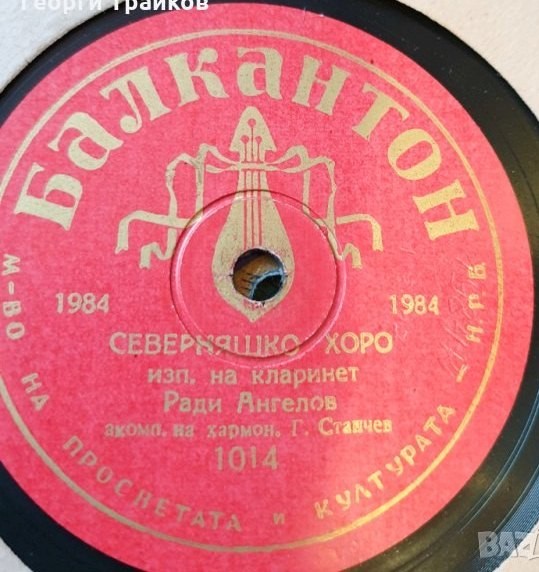 Георги Грайков
БАЛКАНТОН
1984 1984
СЕВЕРНЯШКО ХОРО
изп. на кларинет
Ради Ангелов
акомп. на хармон. Г. Станчев
1014
М-ВО НА ПРОСВЕТАТА И КУЛТУРАТА - Н.Р.Б.